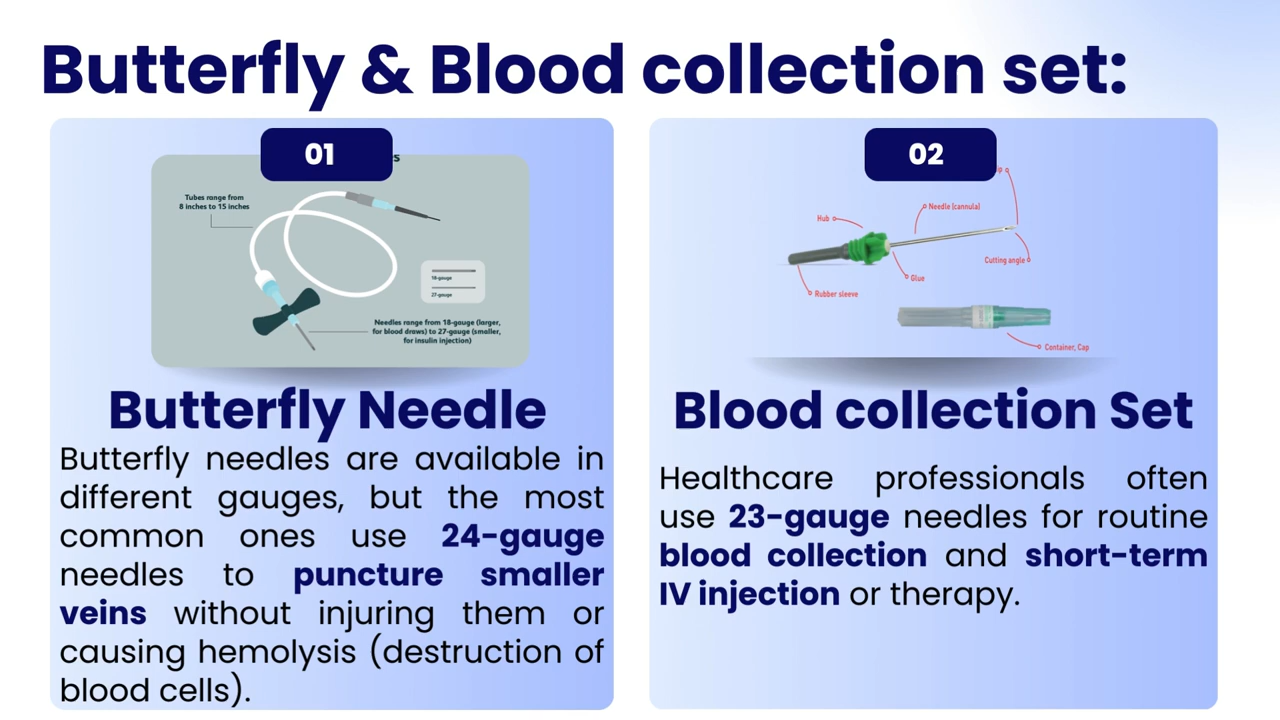 Butterfly & Blood collection set:
01
Tubes range from
8 inches to 15 inches
18-gauge
27-gauge
Needles range from 18-gauge (larger,
for blood draws) to 27-gauge (smaller,
for insulin injection)
Butterfly Needle
Butterfly needles are available in
different gauges, but the most
common ones use 24-gauge
needles to puncture smaller
veins without injuring them or
causing hemolysis (destruction of
blood cells).
02
Hub
Needle (cannula)
Cutting angle
Glue
Rubber sleeve
Container, Cap
Blood collection Set
Healthcare professionals often
use 23-gauge needles for routine
blood collection and short-term
IV injection or therapy.